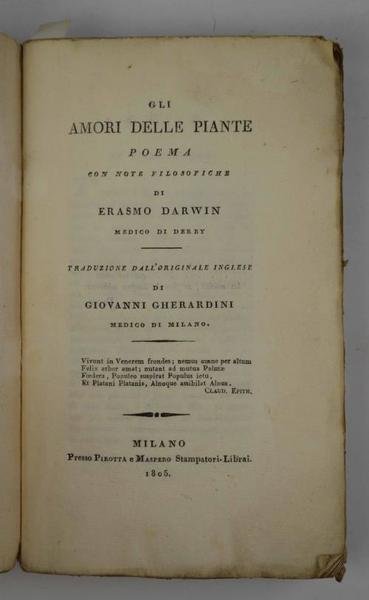 GLI
AMORI DELLE PIANTE
POEMA
CON NOTE FILOSOFICHE
DI
ERASMO DARWIN
MEDICO DI DERBY
TRADUZIONE DALL'ORIGINALE INGLESE
DI
GIOVANNI GHERARDINI
MEDICO DI MILANO.
Vivunt in Venerem frondes; nemus omne per altum
Felix arbor amat; nutant ad mutua Palmæ
Fœdera, Populeo suspirat Populus ictu,
Et Platani Platanis, Alnoque assibilat Alnus.
CLAUD. EPITH.
MILANO
Presso PIROTTA e MASPERO Stampatori-Librai.
1805.